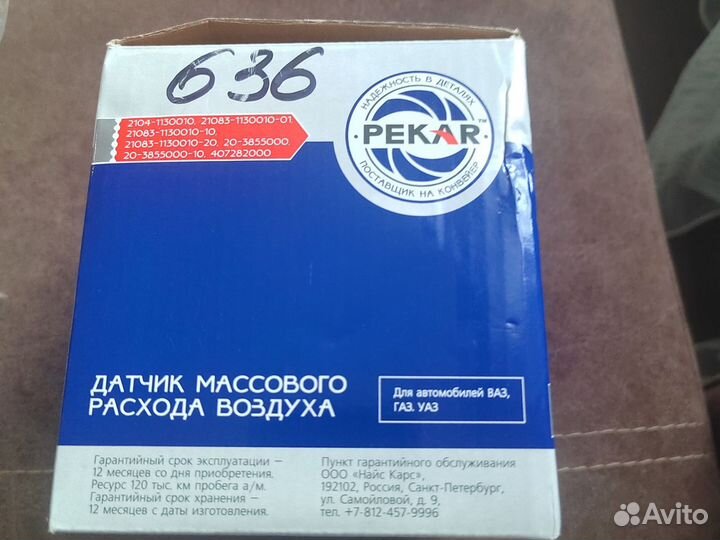 636
2104-1130010, 21083-1130010-01,
21083-1130010-10,
21083-1130010-20, 20-3855000,
20-3855000-10, 407282000
НАДЕЖНОСТЬ В ДЕТАЛЯХ
PEKAR™
ПОСТАВЩИК НА КОНВЕЙЕР
ДАТЧИК МАССОВОГО
РАСХОДА ВОЗДУХА
Для автомобилей ВАЗ,
ГАЗ, УАЗ
Гарантийный срок эксплуатации –
12 месяцев со дня приобретения.
Ресурс 120 тыс. км пробега а/м.
Гарантийный срок хранения –
12 месяцев с даты изготовления.
Пункт гарантийного обслуживания
ООО «Найс Карс»,
192102, Россия, Санкт-Петербург,
ул. Самойловой, д. 9,
тел. +7-812-457-9996
Avito